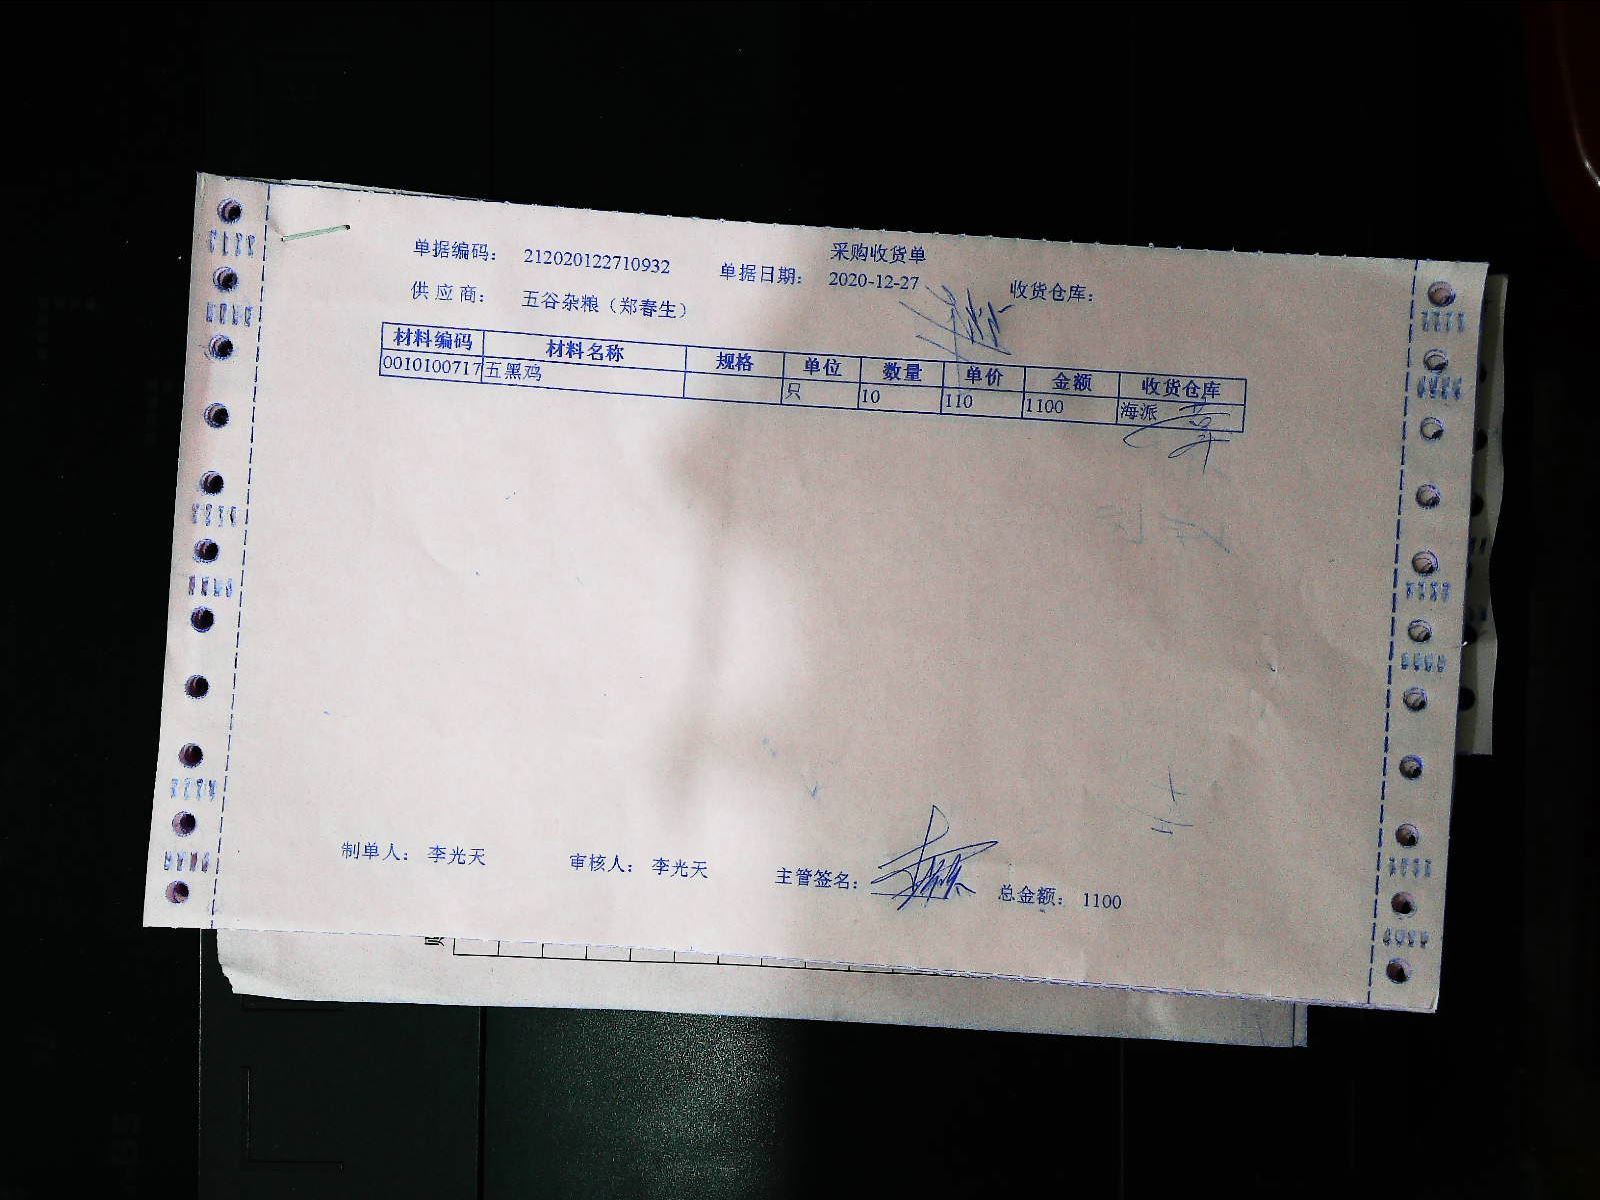 采购收货单
单据编码： 212020122710932 单据日期： 2020-12-27 收货仓库：
供应商： 五谷杂粮（郑春生）
材料编码 材料名称 规格 单位 数量 单价 金额 收货仓库
0010100717 五黑鸡 只 10 110 1100 海派
制单人： 李光天 审核人： 李光天 主管签名： 总金额： 1100